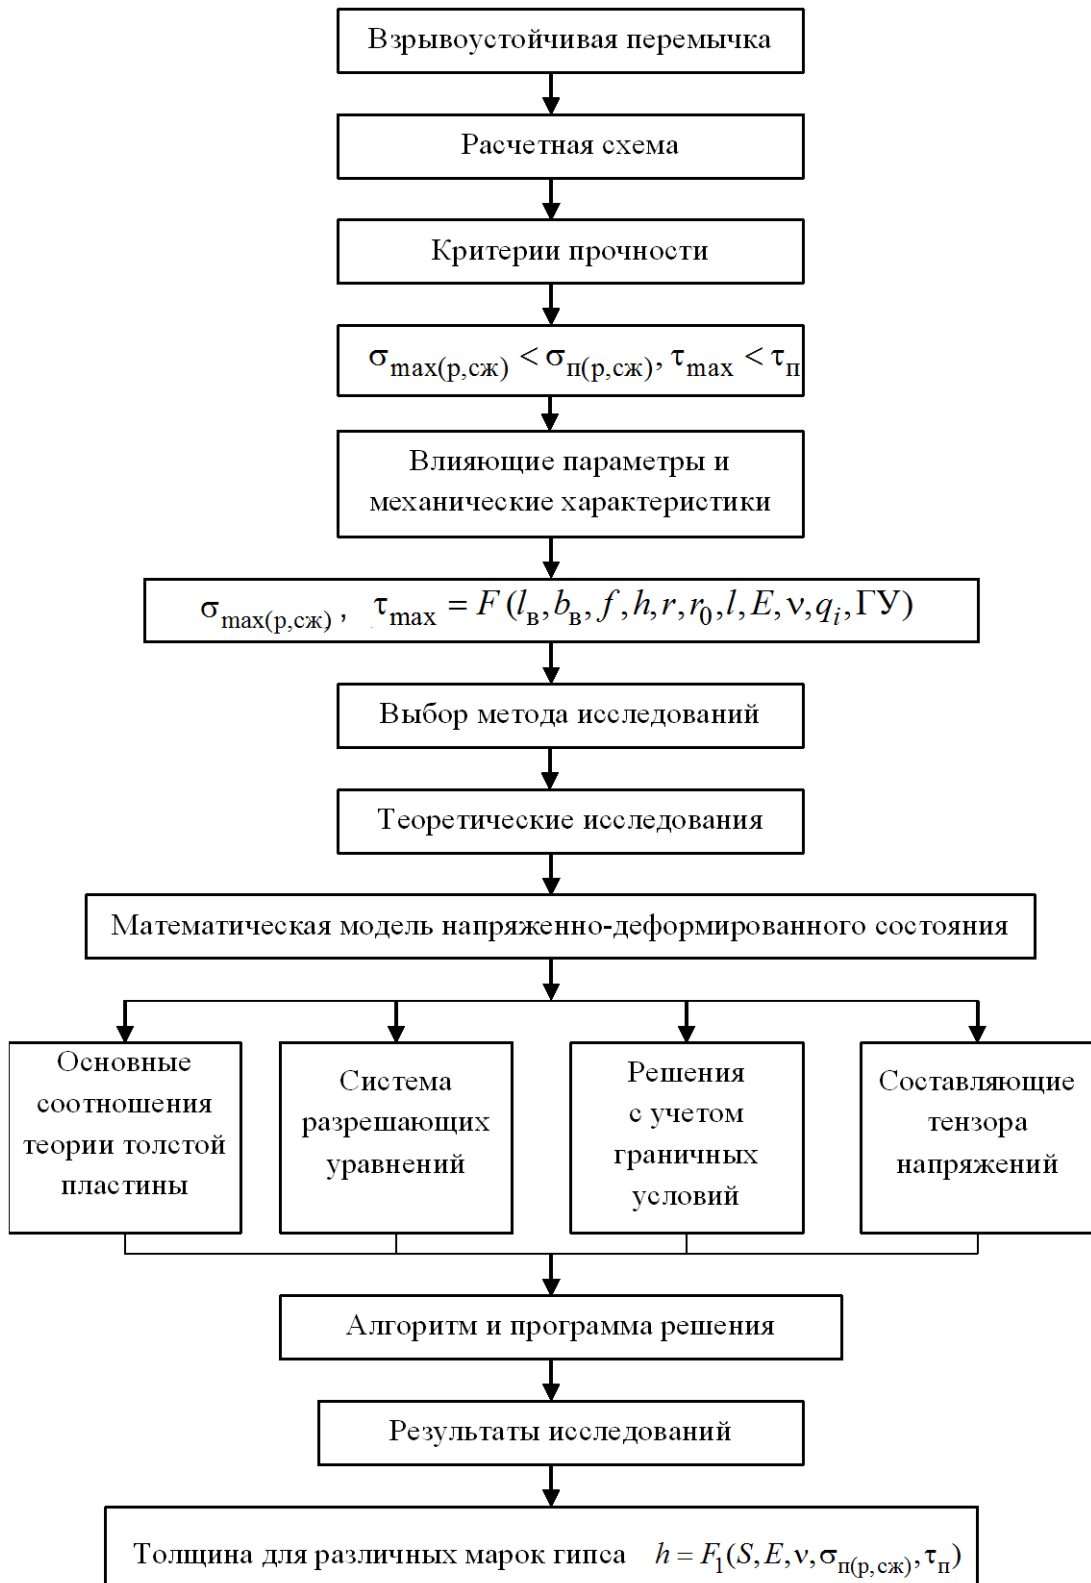 Взрывоустойчивая перемычка
Расчетная схема
Критерии прочности
σmax(р,сж) < σп(р,сж), τmax < τп
Влияющие параметры и
механические характеристики
σmax(р,сж), τmax = F(lв, bв, f, h, r, r0, l, E, ν, qi, ГУ)
Выбор метода исследований
Теоретические исследования
Математическая модель напряженно-деформированного состояния
Основные
соотношения
теории толстой
пластины
Система
разрешающих
уравнений
Решения
с учетом
граничных
условий
Составляющие
тензора
напряжений
Алгоритм и программа решения
Результаты исследований
Толщина для различных марок гипса h = F1(S, E, ν, σп(р,сж), τп)